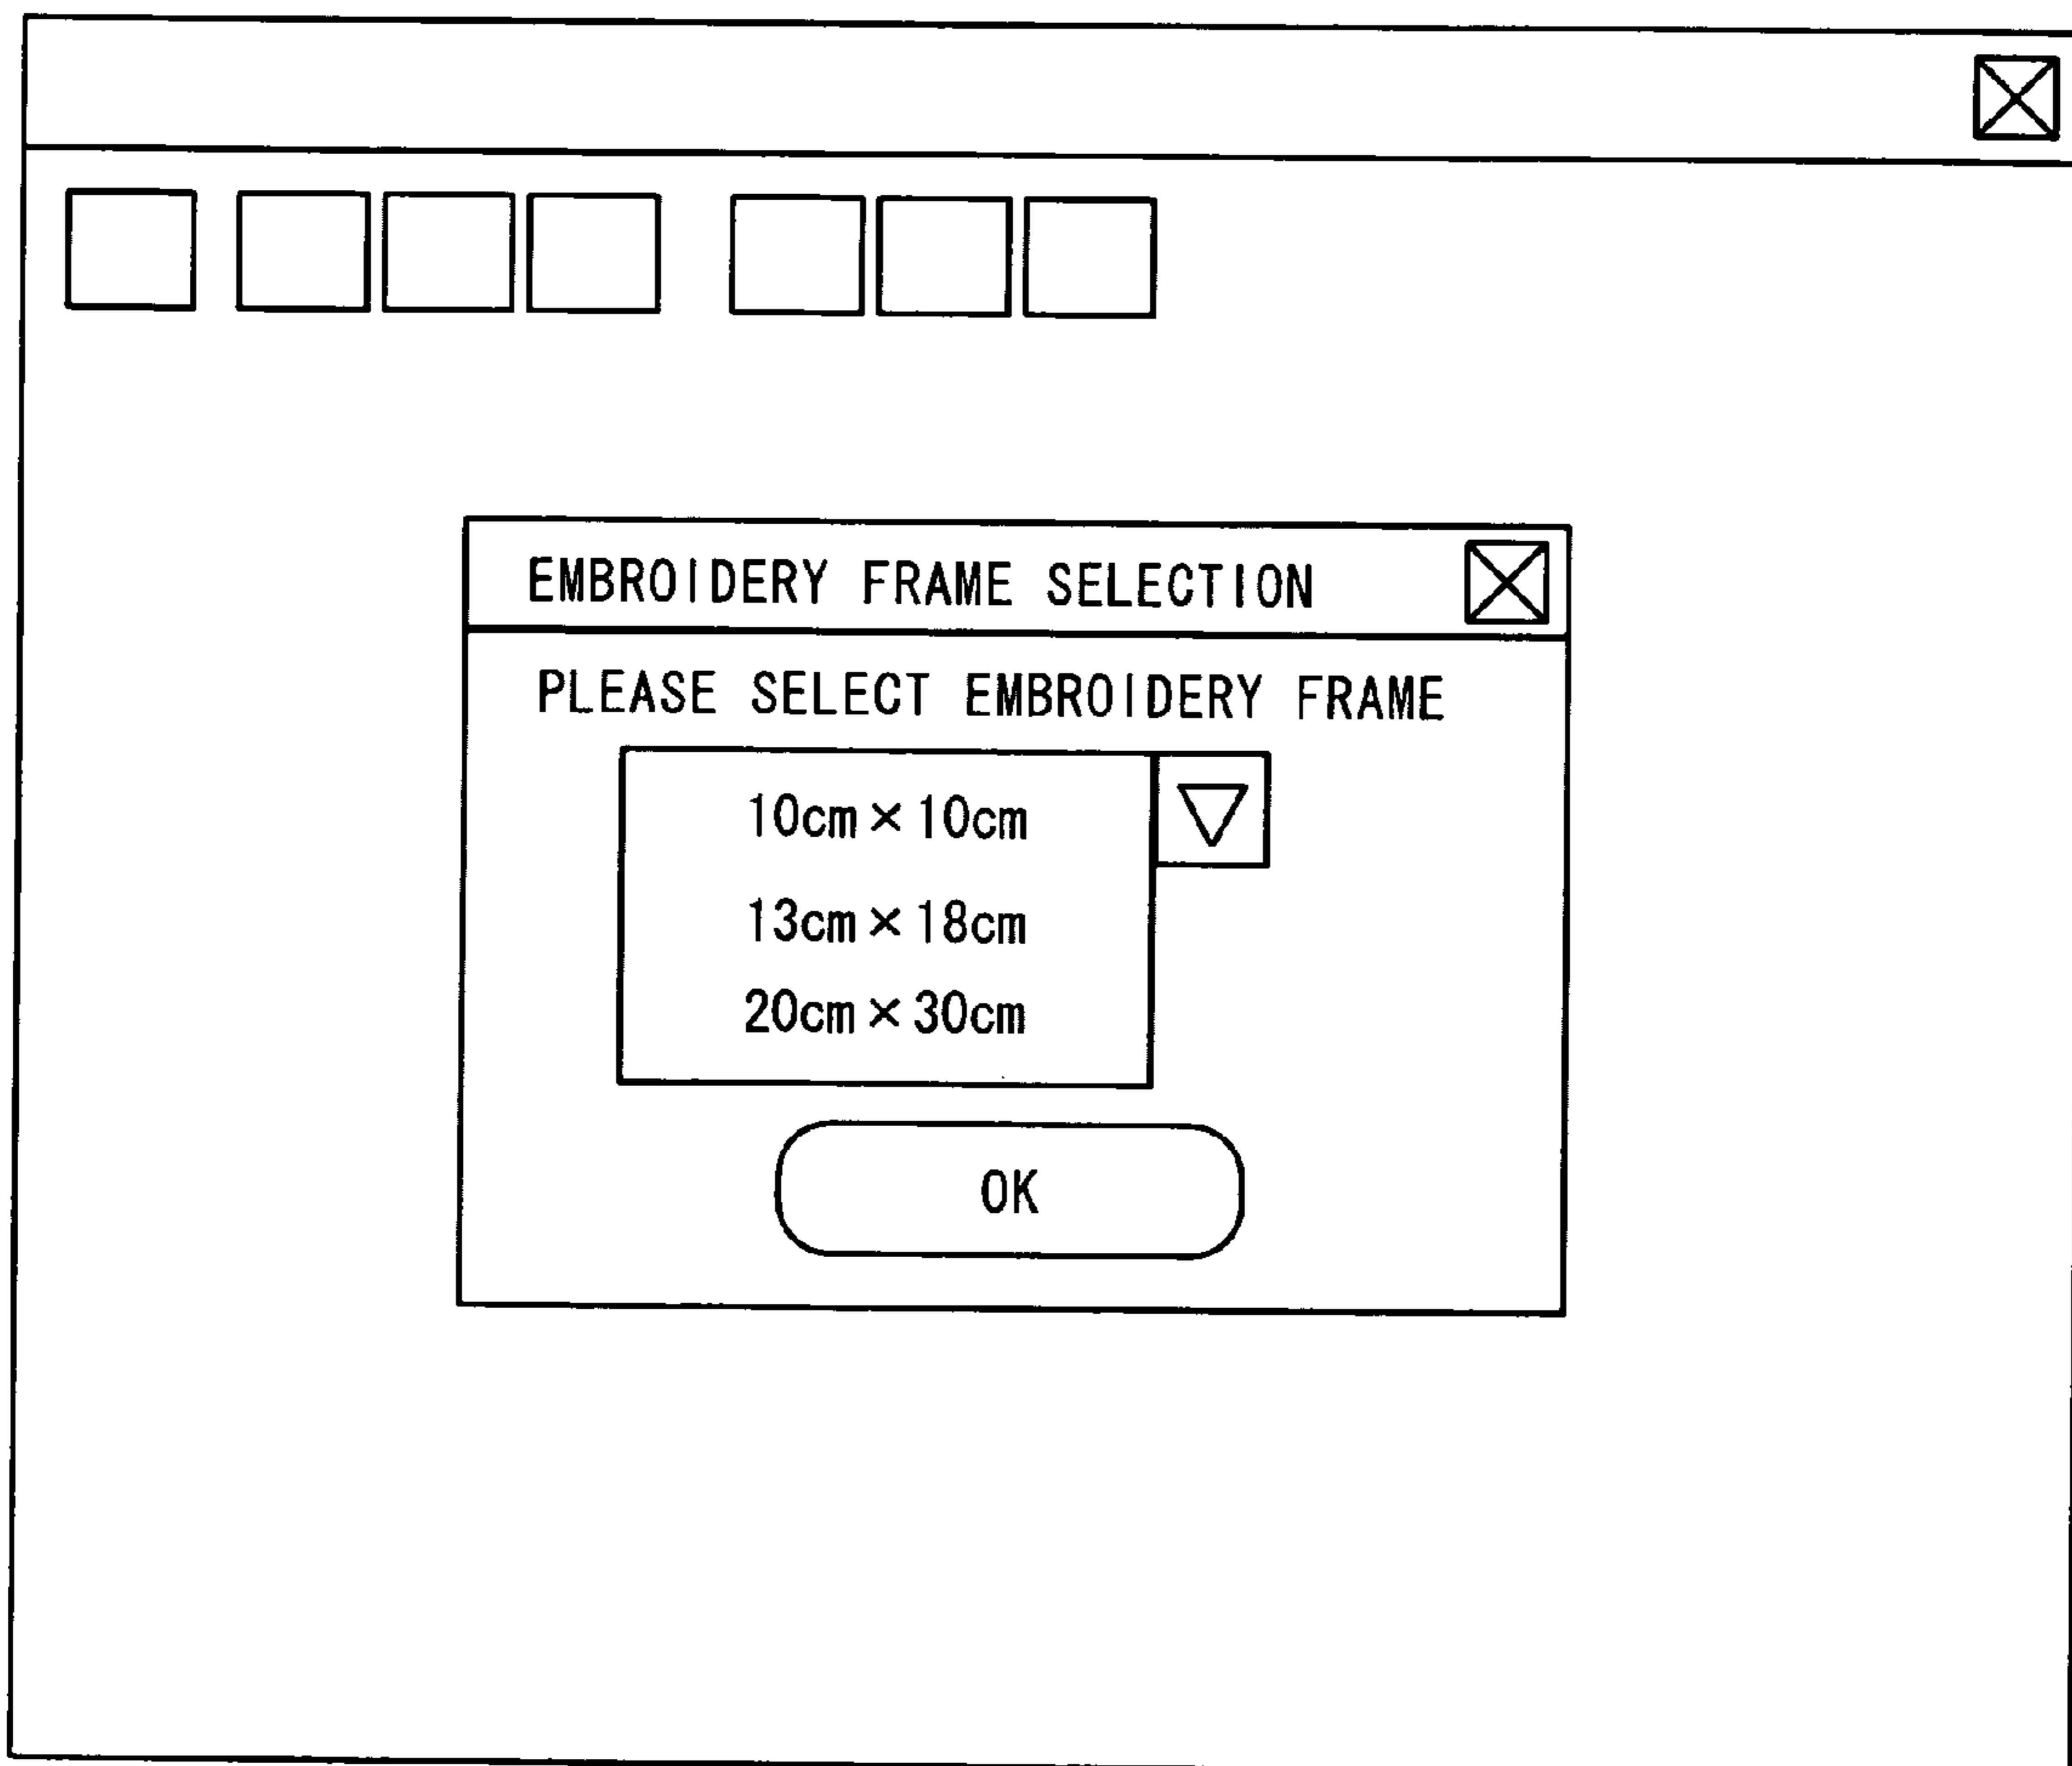 EMBROIDERY FRAME SELECTION
PLEASE SELECT EMBROIDERY FRAME
10cm×10cm
13cm×18cm
20cm×30cm
OK